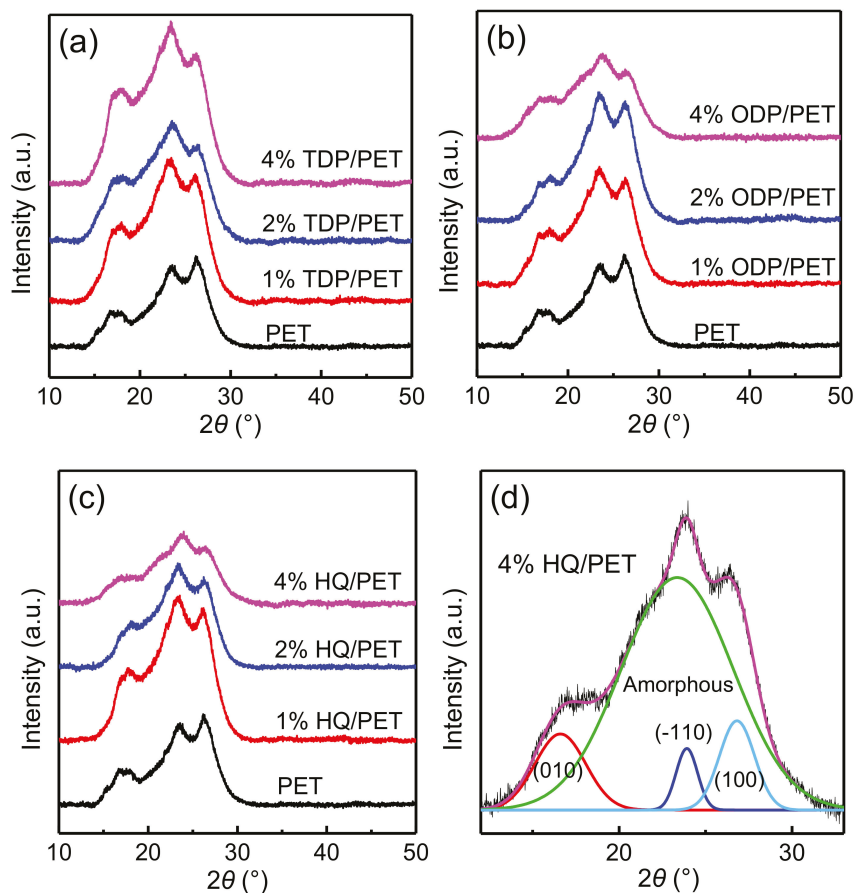 (a)
4% TDP/PET
2% TDP/PET
1% TDP/PET
PET
Intensity (a.u.)
10 20 30 40 50
2θ (°)
(b)
4% ODP/PET
2% ODP/PET
1% ODP/PET
PET
Intensity (a.u.)
10 20 30 40 50
2θ (°)
(c)
4% HQ/PET
2% HQ/PET
1% HQ/PET
PET
Intensity (a.u.)
10 20 30 40 50
2θ (°)
(d)
4% HQ/PET
Amorphous
(010)
(-110)
(100)
Intensity (a.u.)
20 30
2θ (°)